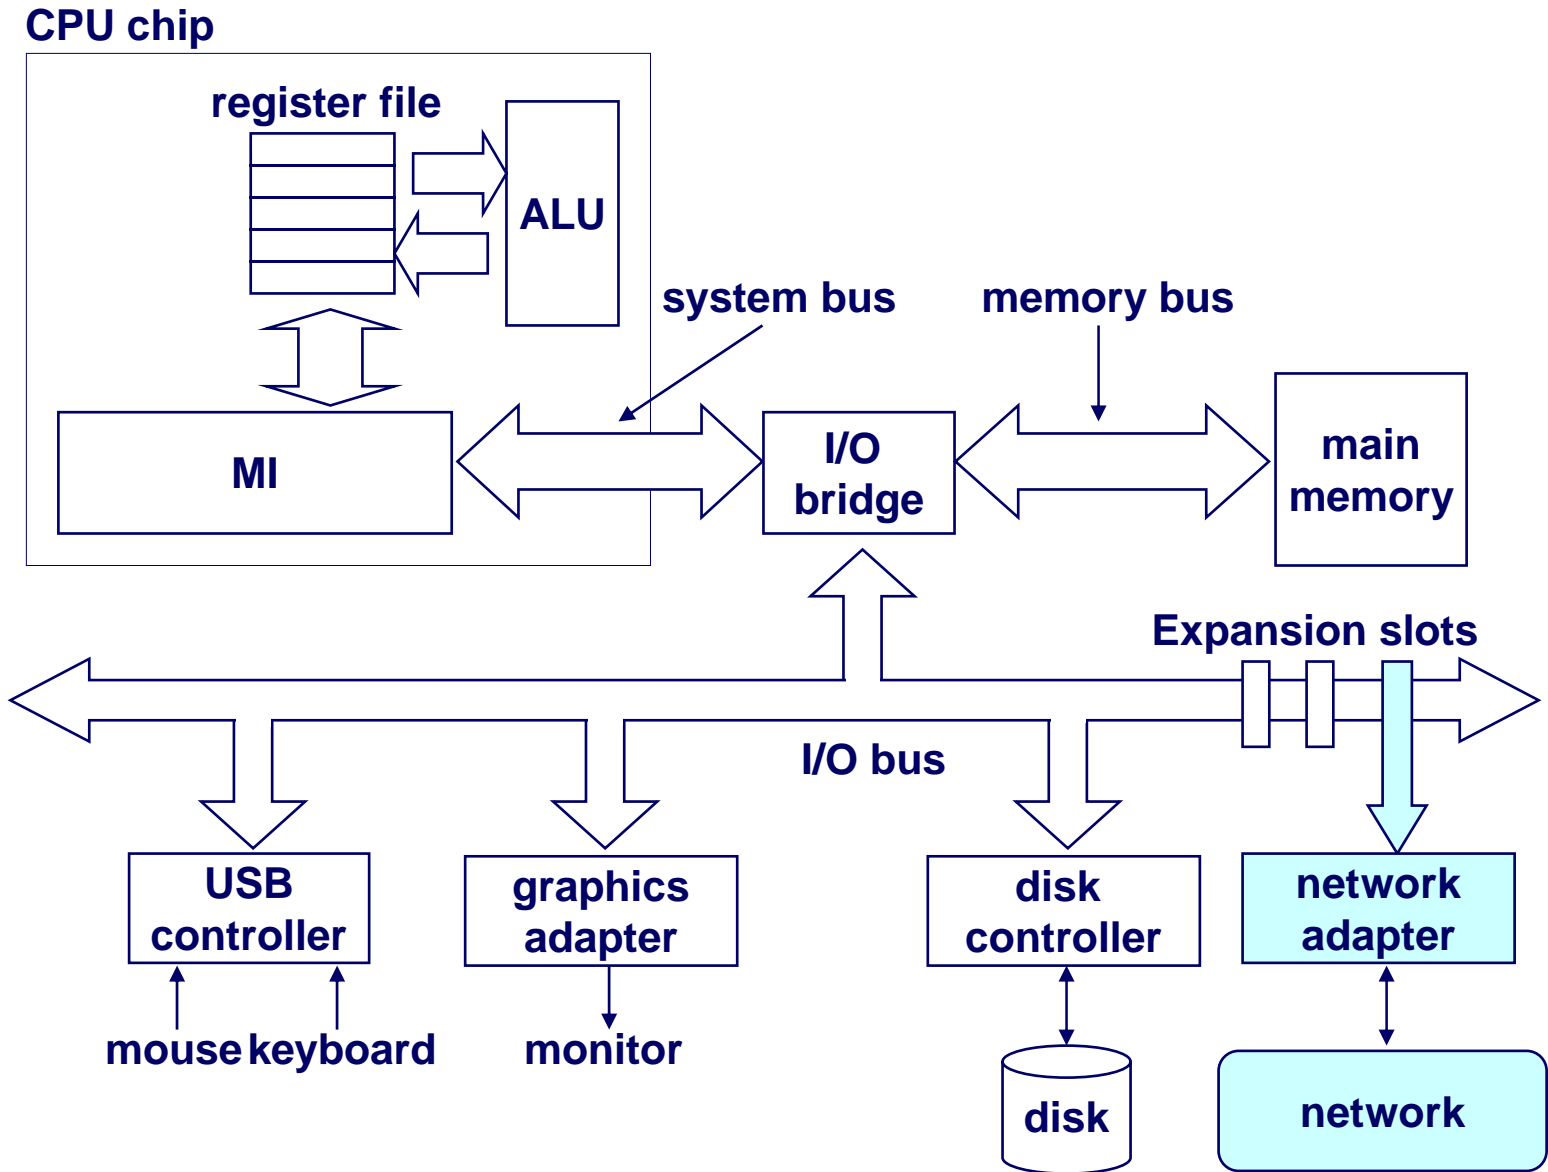 CPU chip
register file
ALU
system bus
memory bus
MI
I/O
bridge
main
memory
Expansion slots
I/O bus
USB
controller
graphics
adapter
disk
controller
network
adapter
mouse
keyboard
monitor
disk
network